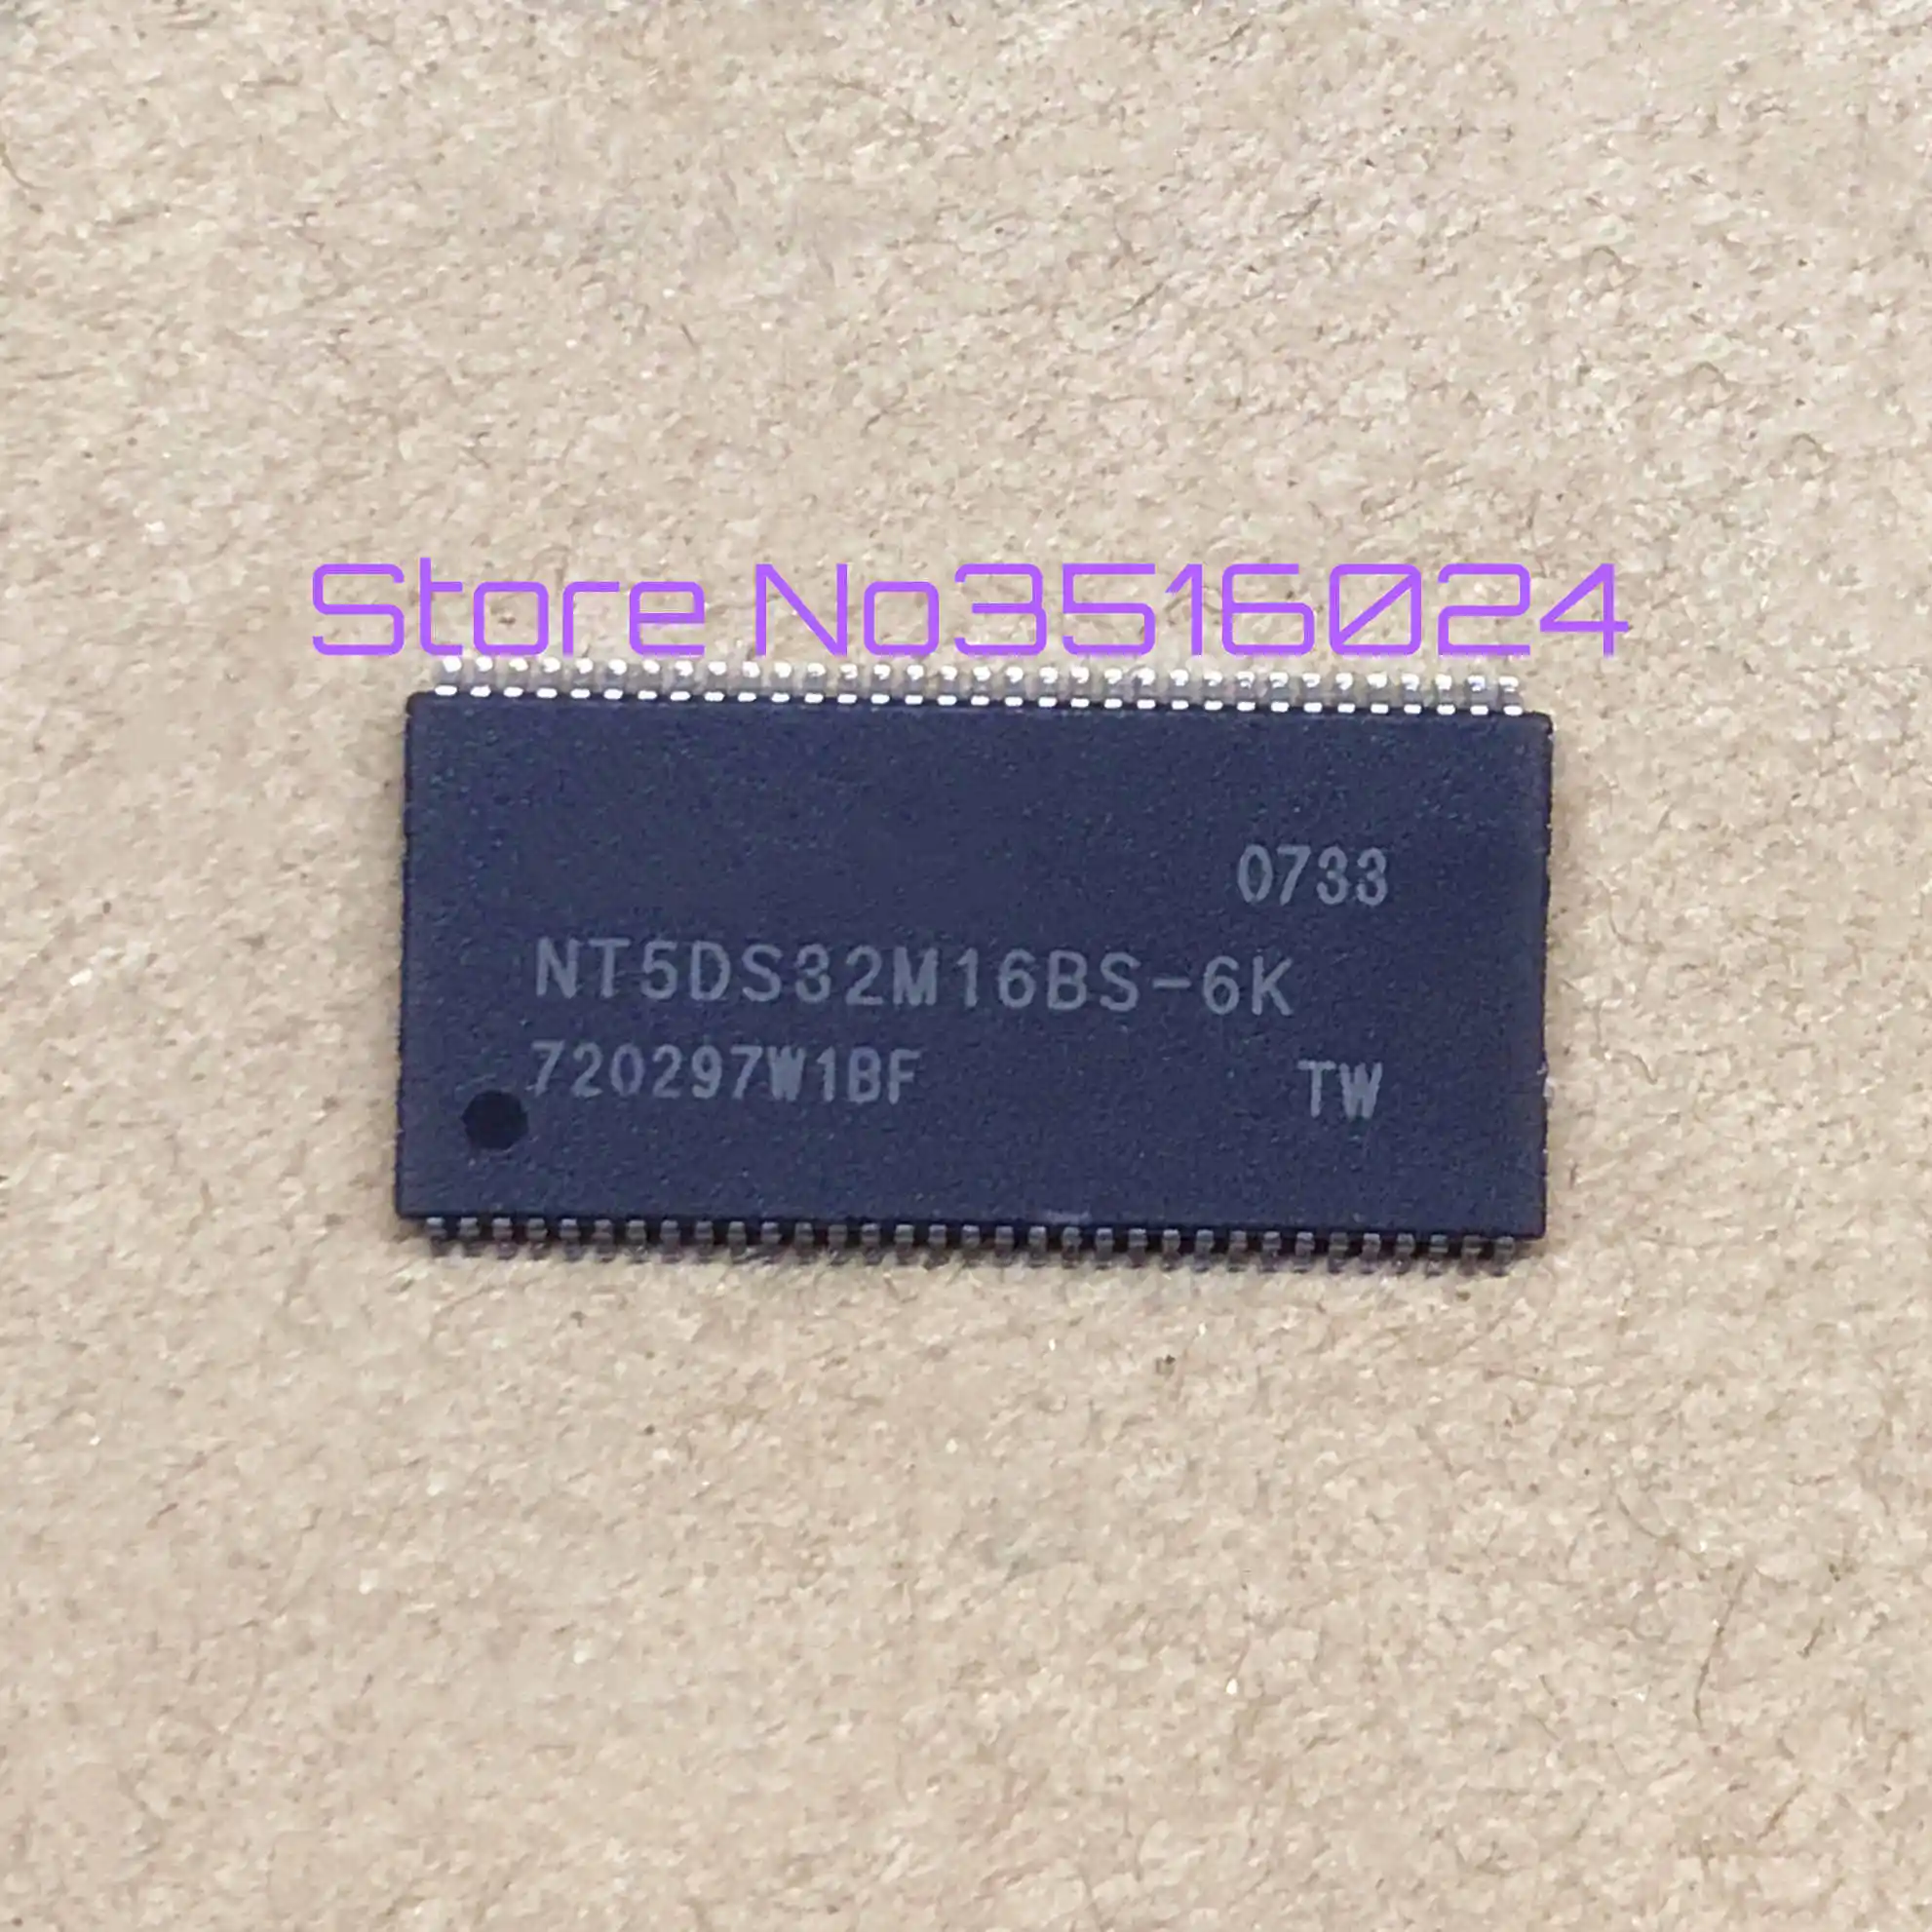 Store No3516024
0733
NT5DS32M16BS-6K
720297W1BF
TW